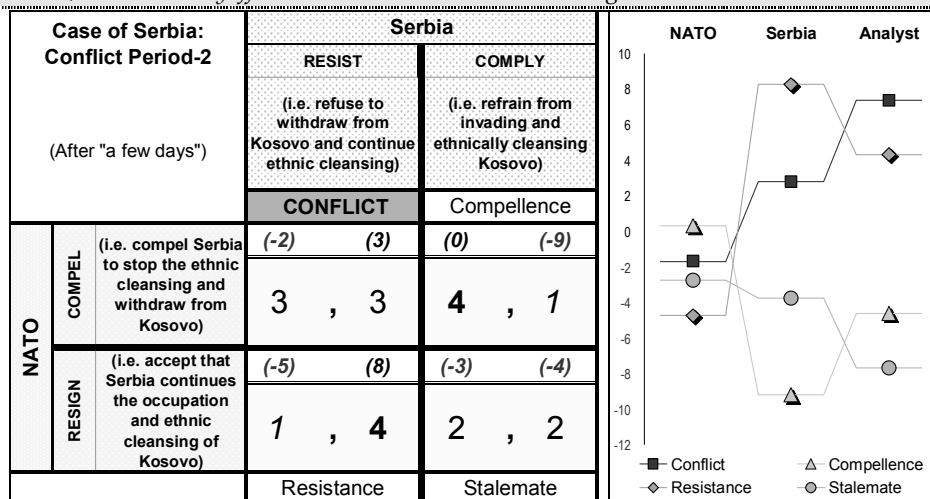 Case of Serbia:
Conflict Period-2
(After "a few days")
Serbia
RESIST
COMPLY
(i.e. refuse to
withdraw from
Kosovo and continue
ethnic cleansing)
(i.e. refrain from
invading and
ethnically cleansing
Kosovo)
CONFLICT
Compellence
NATO
COMPEL
(i.e. compel Serbia
to stop the ethnic
cleansing and
withdraw from
Kosovo)
(-2) (3) (0) (-9)
3 , 3 4 , 1
RESIGN
(i.e. accept that
Serbia continues
the occupation
and ethnic
cleansing of
Kosovo)
(-5) (8) (-3) (-4)
1 , 4 2 , 2
Resistance
Stalemate
NATO Serbia Analyst
10
8
6
4
2
0
-2
-4
-6
-8
-10
-12
Conflict
Compellence
Resistance
Stalemate